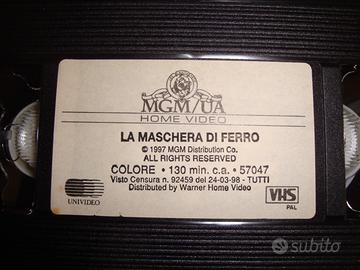 MGM/UA
HOME VIDEO
LA MASCHERA DI FERRO
© 1997 MGM Distribution Co.
ALL RIGHTS RESERVED
COLORE • 130 min. c.a. • 57047
Visto Censura n. 92459 del 24-03-98 - TUTTI
Distributed by Warner Home Video
UNIVIDEO
VHS
PAL
subito